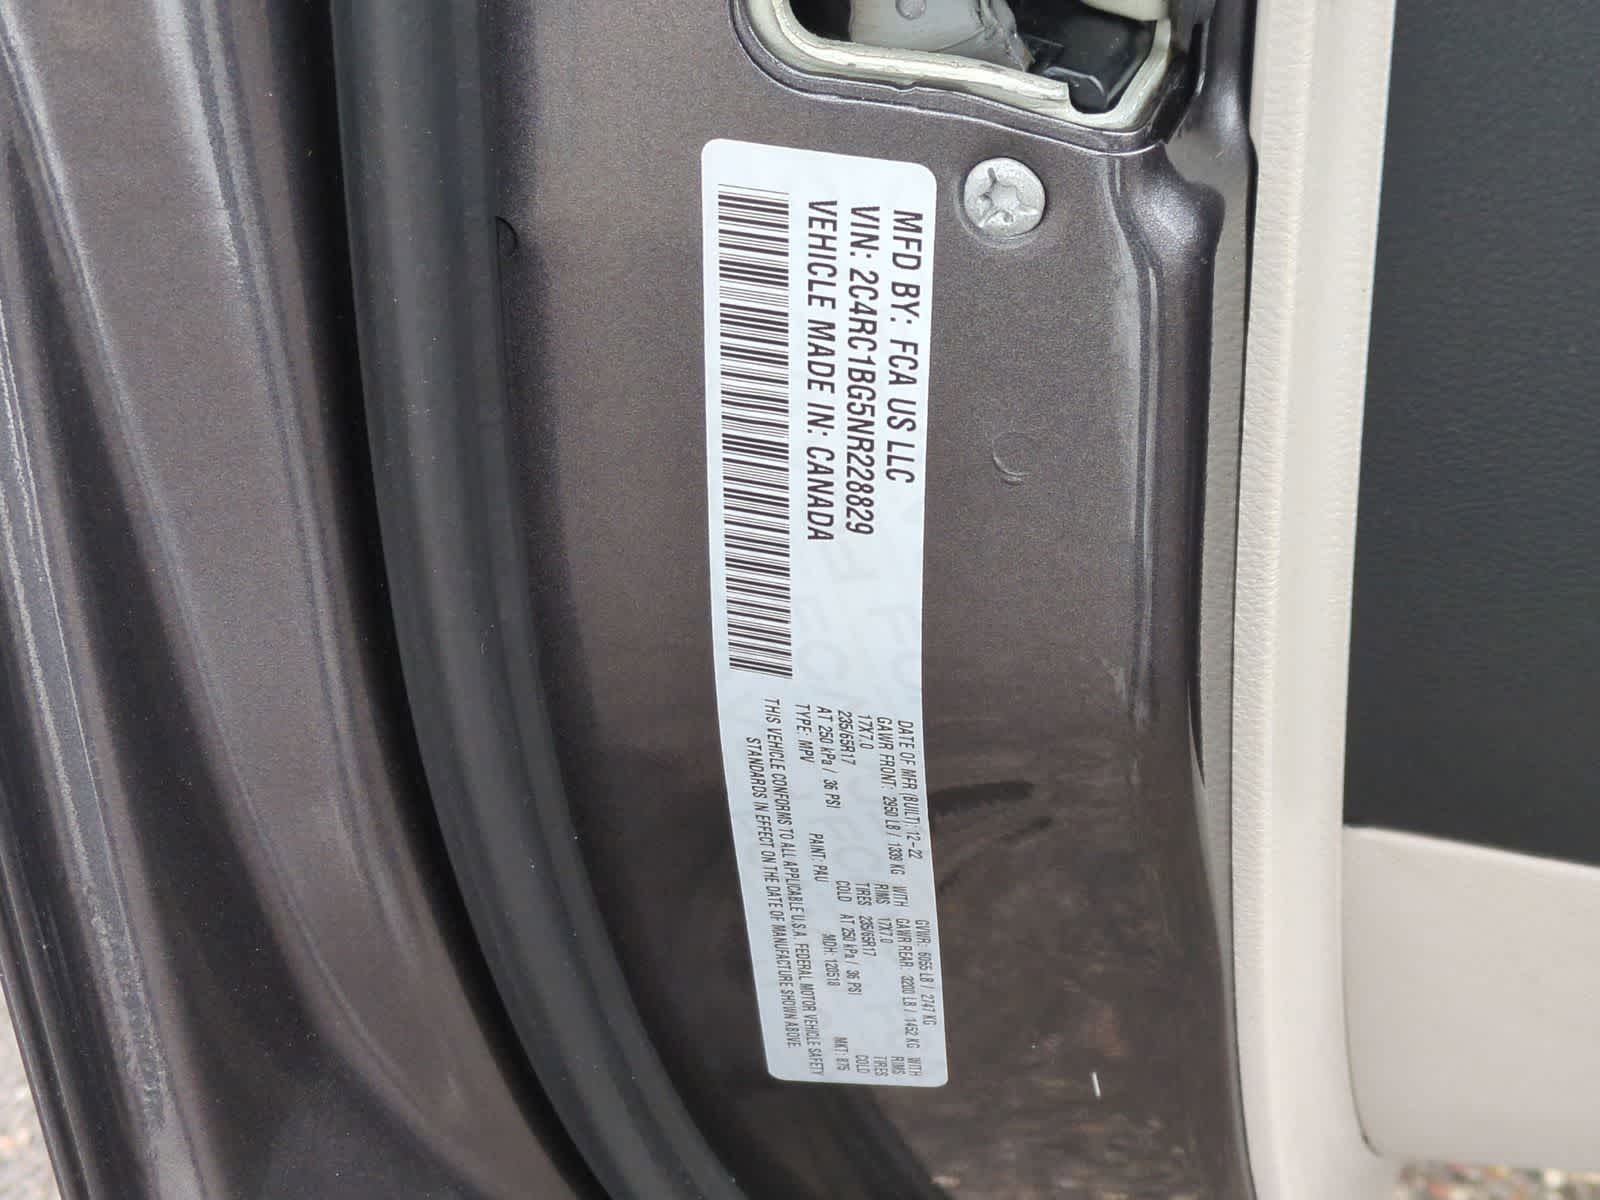 MFD BY: FCA US LLC
VIN: 2C4RC1BG5NR228829
VEHICLE MADE IN: CANADA
DATE OF MFR (BUILT): 12-22 GVWR: 6055 LB / 2747 KG
GAWR FRONT: 2950 LB / 1339 KG WITH GAWR REAR: 3200 LB / 1452 KG WITH
17X7.0 RIMS 17X7.0 RIMS
235/65R17 TIRES 235/65R17 TIRES
AT 250 kPa / 36 PSI COLD AT 250 kPa / 36 PSI COLD
TYPE: MPV PAINT: PAU MDH: 120518 MKT: 875
THIS VEHICLE CONFORMS TO ALL APPLICABLE U.S.A. FEDERAL MOTOR VEHICLE SAFETY
STANDARDS IN EFFECT ON THE DATE OF MANUFACTURE SHOWN ABOVE.